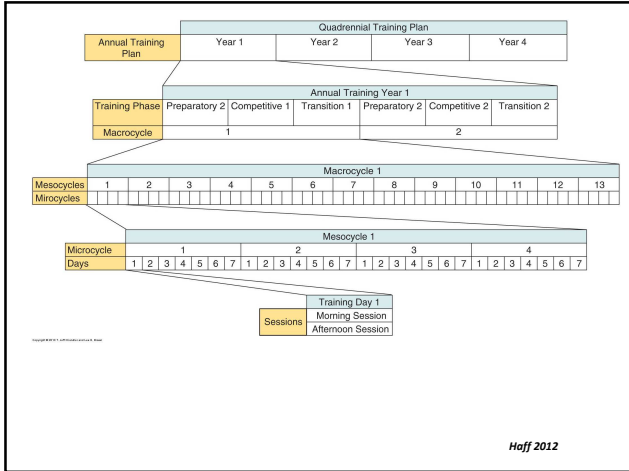 Quadrennial Training Plan
Annual Training Plan Year 1 Year 2 Year 3 Year 4
Annual Training Year 1
Training Phase Preparatory 2 Competitive 1 Transition 1 Preparatory 2 Competitive 2 Transition 2
Macrocycle 1 2
Macrocycle 1
Mesocycles 1 2 3 4 5 6 7 8 9 10 11 12 13
Mirocycles
Mesocycle 1
Microcycle 1 2 3 4
Days 1 2 3 4 5 6 7 1 2 3 4 5 6 7 1 2 3 4 5 6 7 1 2 3 4 5 6 7
Training Day 1
Sessions Morning Session
Afternoon Session
Haff 2012